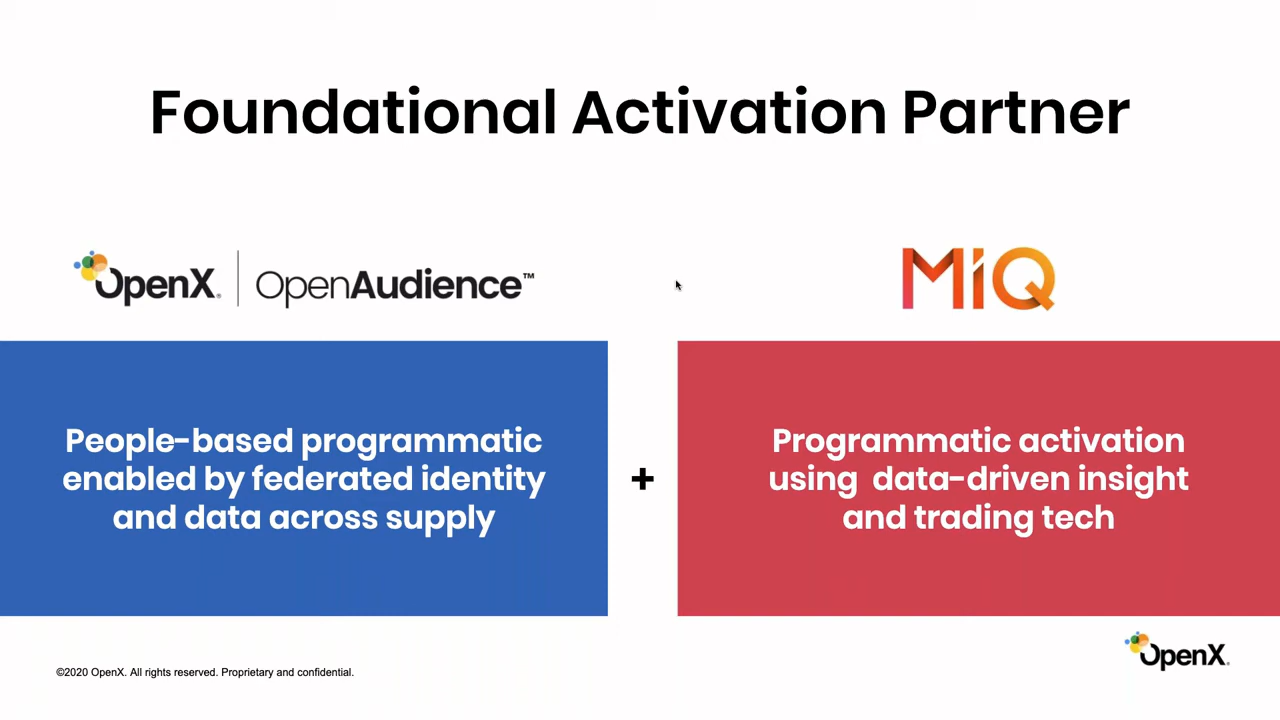 Foundational Activation Partner
OpenX. | OpenAudience™
MiQ
People-based programmatic
enabled by federated identity
and data across supply
+
Programmatic activation
using  data-driven insight
and trading tech
©2020 OpenX. All rights reserved. Proprietary and confidential.
OpenX.